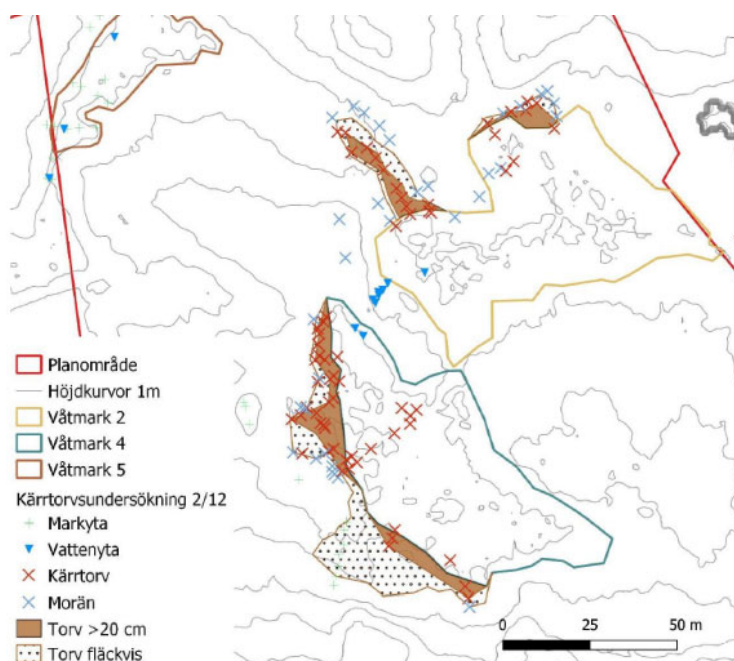 Planområde
Höjdkurvor 1m
Våtmark 2
Våtmark 4
Våtmark 5
Kärrtorvsundersökning 2/12
Markyta
Vattenyta
Kärrtorv
Morän
Torv >20 cm
Torv fläckvis
0 25 50 m